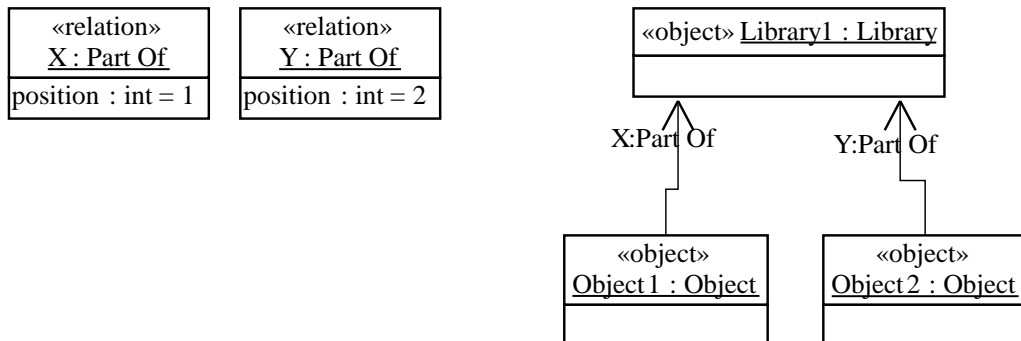 «relation»
X : Part Of
position : int = 1
«relation»
Y : Part Of
position : int = 2
«object» Library1 : Library
X:Part Of
Y:Part Of
«object»
Object1 : Object
«object»
Object2 : Object